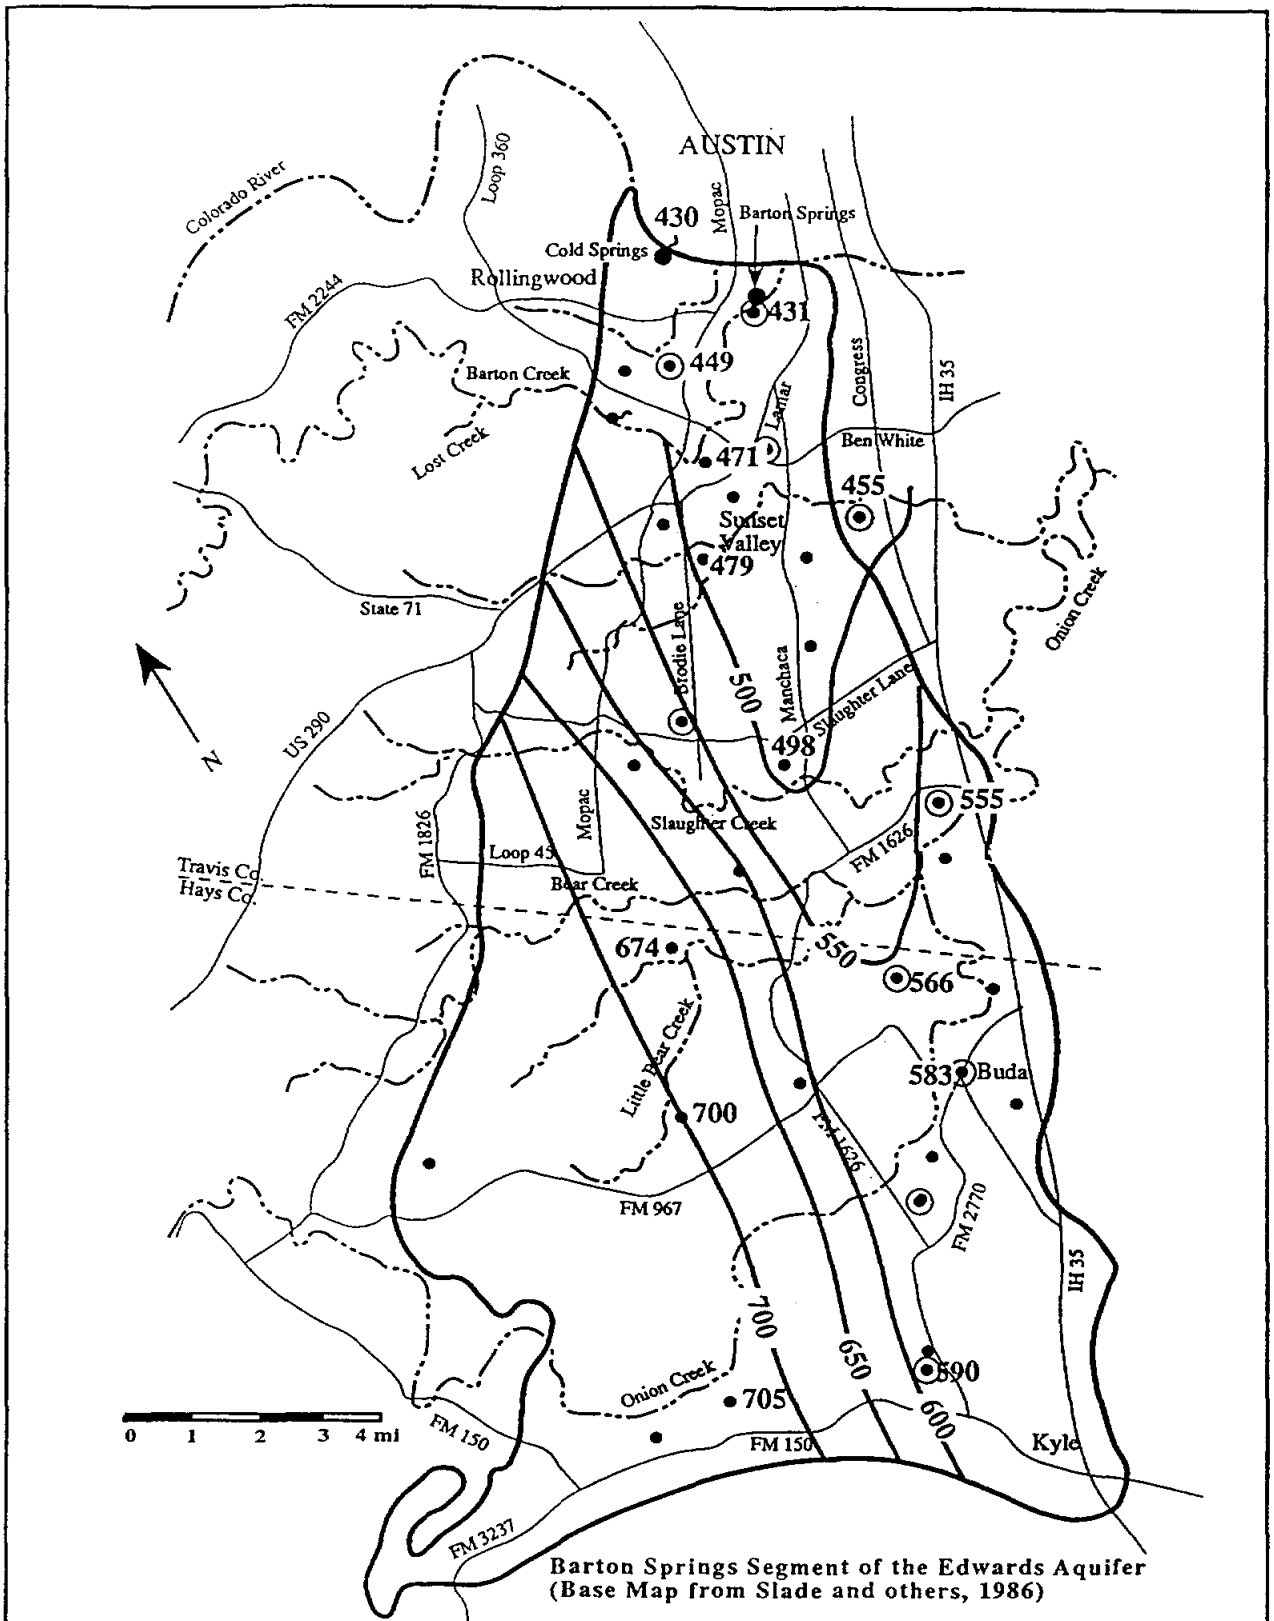 AUSTIN
Loop 360
Colorado River
Mopac
430
Barton Springs
Cold Springs
Rollingwood
FM 2244
431
449
Barton Creek
Congress
IH 35
Lamar
Lost Creek
471
Ben White
455
Sunset
Valley
479
State 71
Onion Creek
Brodie Lane
500
Manchaca
Slaughter Lane
US 290
N
498
555
Mopac
Slaughter Creek
FM 1826
FM 1626
Loop 45
Travis Co.
Hays Co.
Bear Creek
674
550
566
Little Bear Creek
583
Buda
700
FM 1626
FM 967
FM 2770
IH 35
700
650
590
Onion Creek
705
600
0 1 2 3 4 mi
FM 150
FM 150
Kyle
FM 3237
Barton Springs Segment of the Edwards Aquifer
(Base Map from Slade and others, 1986)